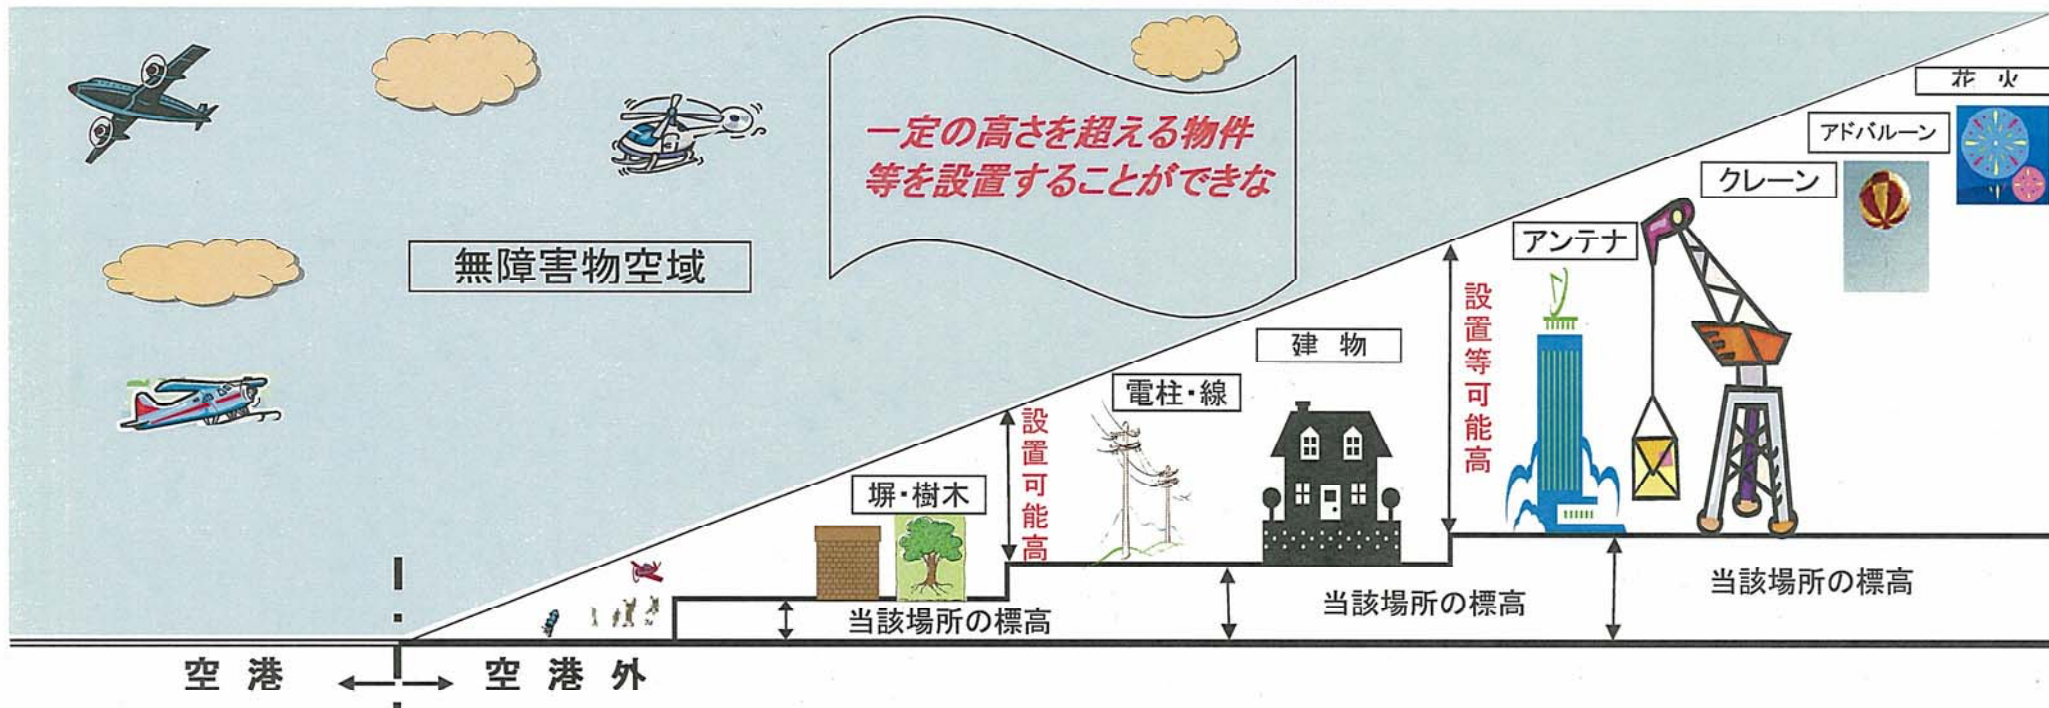 花 火
アドバルーン
一定の高さを超える物件
等を設置することができな
クレーン
アンテナ
無障害物空域
設置等可能高
建 物
電柱・線
設置可能高
塀・樹木
当該場所の標高
当該場所の標高
当該場所の標高
空 港
空 港 外